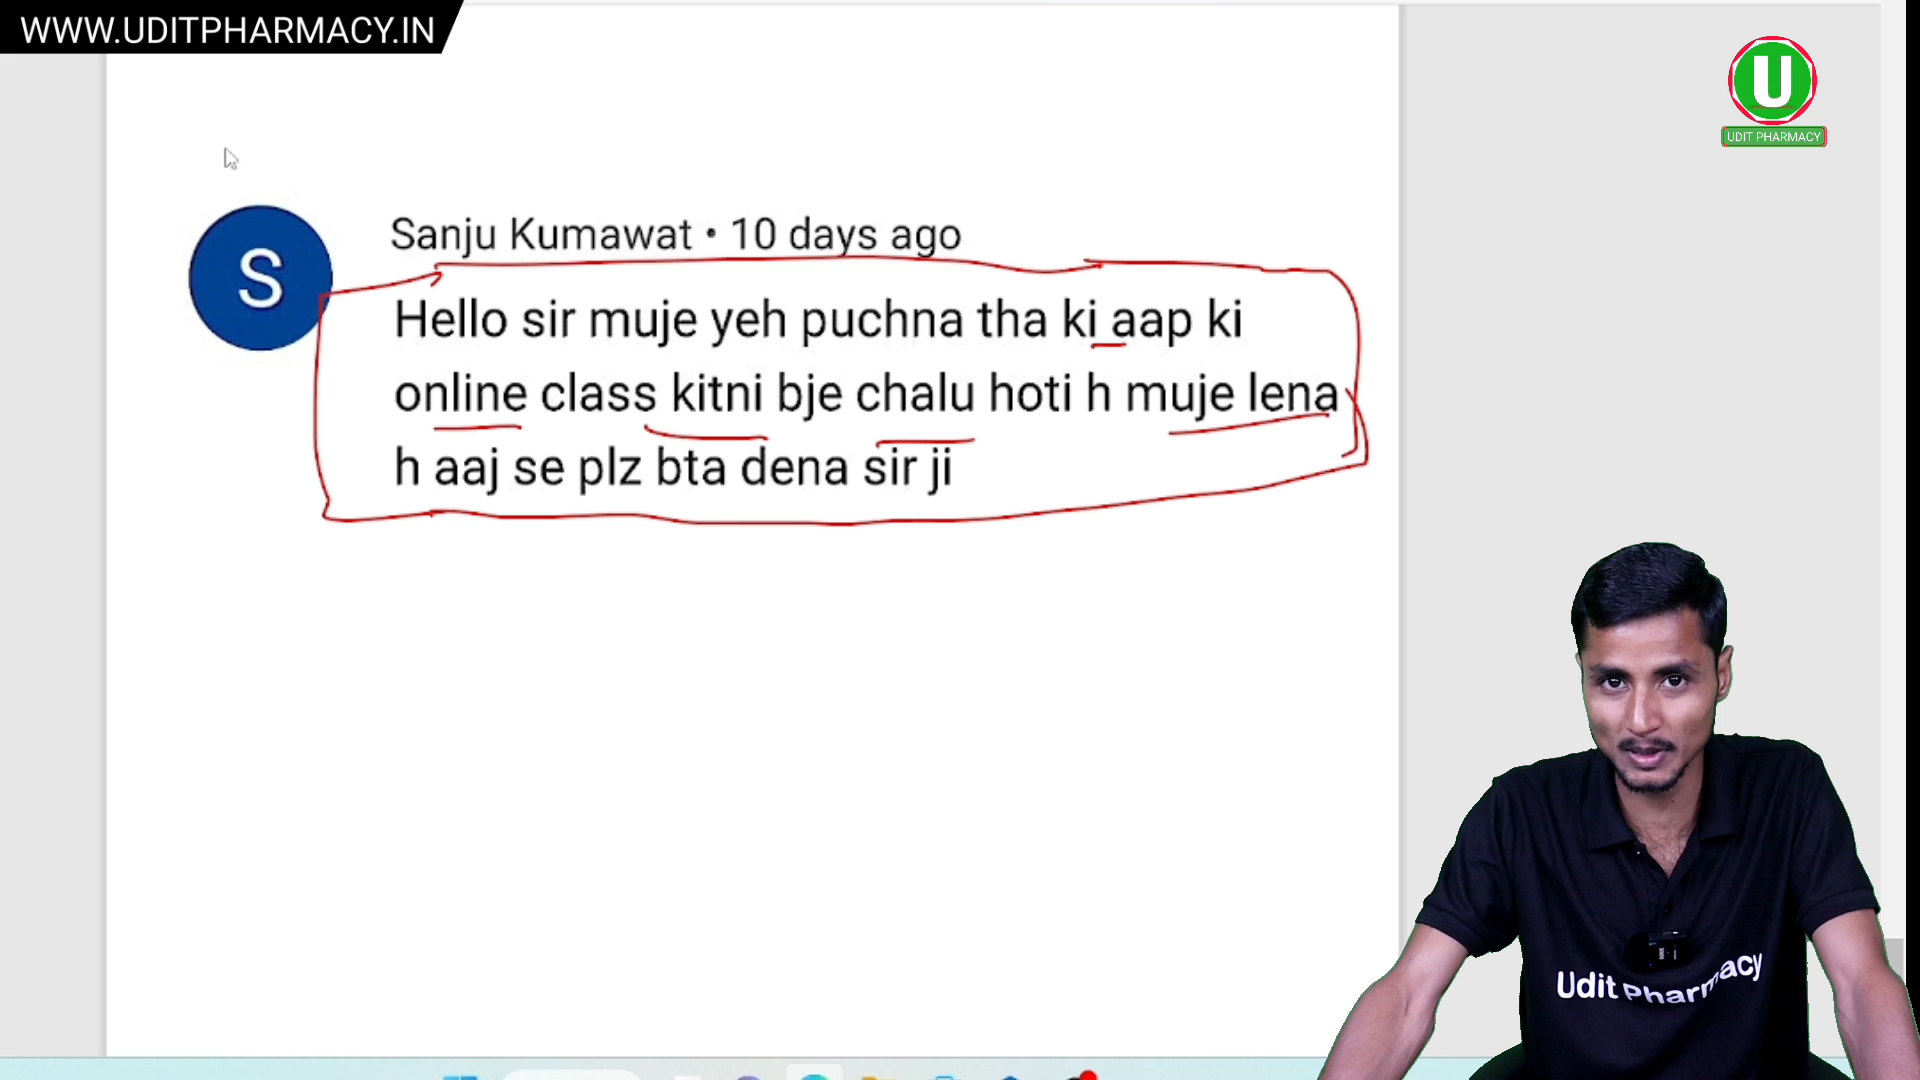 WWW.UDITPHARMACY.IN
U
UDIT PHARMACY
S
Sanju Kumawat • 10 days ago
Hello sir muje yeh puchna tha ki aap ki
online class kitni bje chalu hoti h muje lena
h aaj se plz bta dena sir ji
Udit Pharmacy